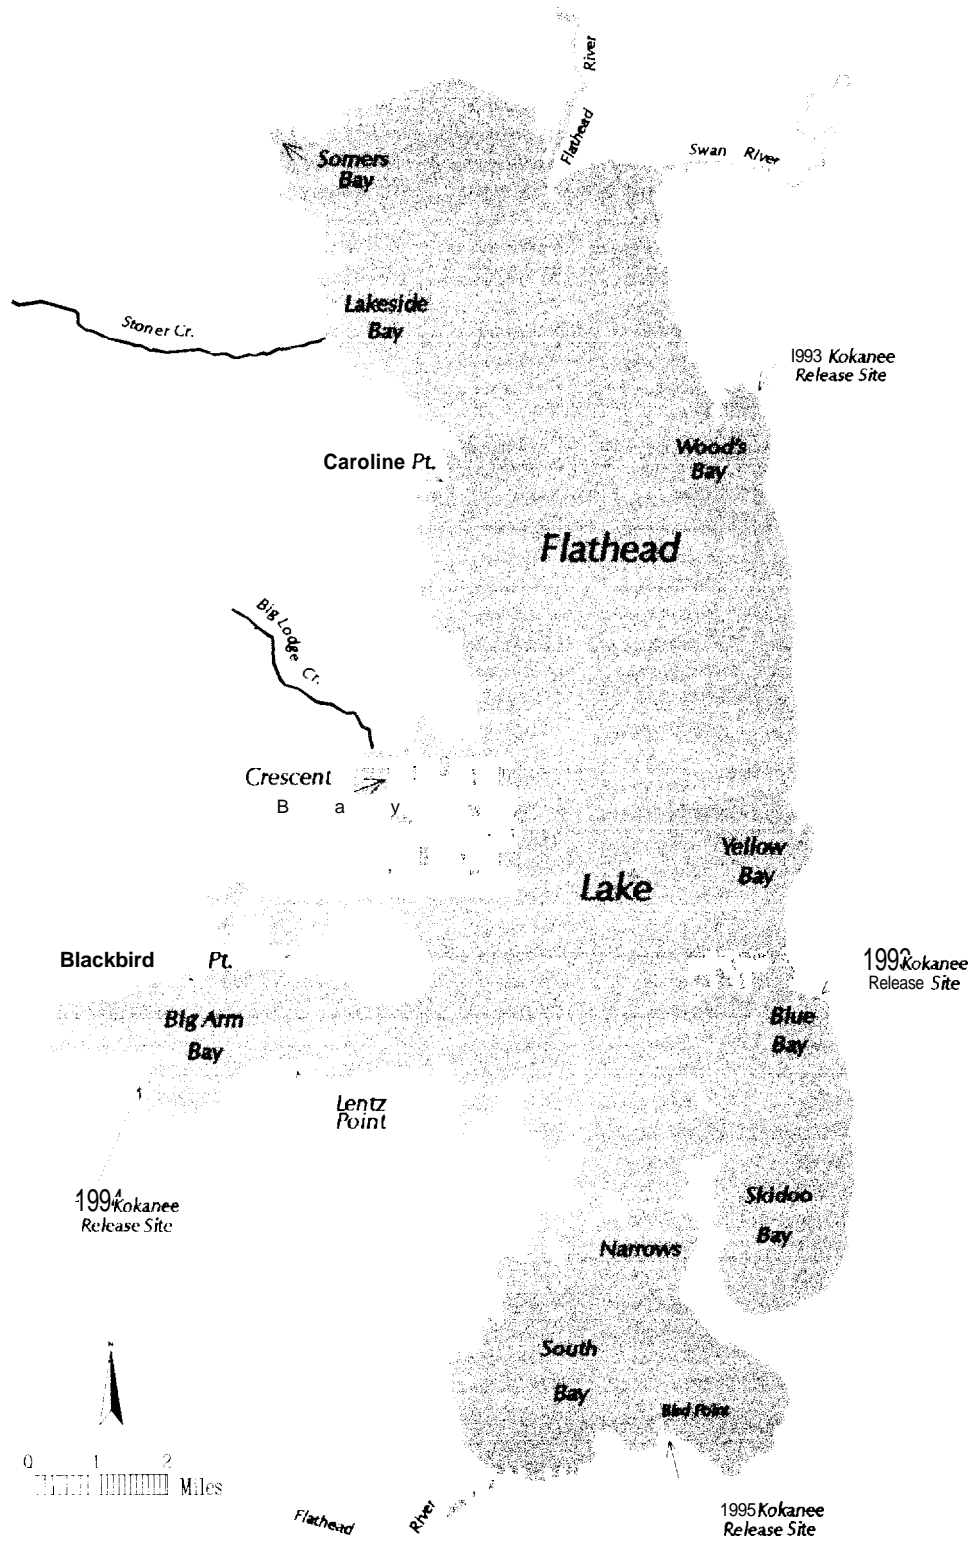 River
Flathead
Swan River
Somers
Bay
Lakeside
Bay
Stoner Cr.
1993 Kokanee
Release Site
Wood's
Bay
Caroline Pt.
Flathead
Big Lodge Cr.
Crescent
B a y
Yellow
Bay
Lake
Blackbird Pt.
1992 Kokanee
Release Site
Big Arm
Bay
Blue
Bay
Lentz
Point
1994 Kokanee
Release Site
Skidoo
Bay
Narrows
South
Bay
Bird Point
N
0 1 2
Miles
Flathead River
1995 Kokanee
Release Site